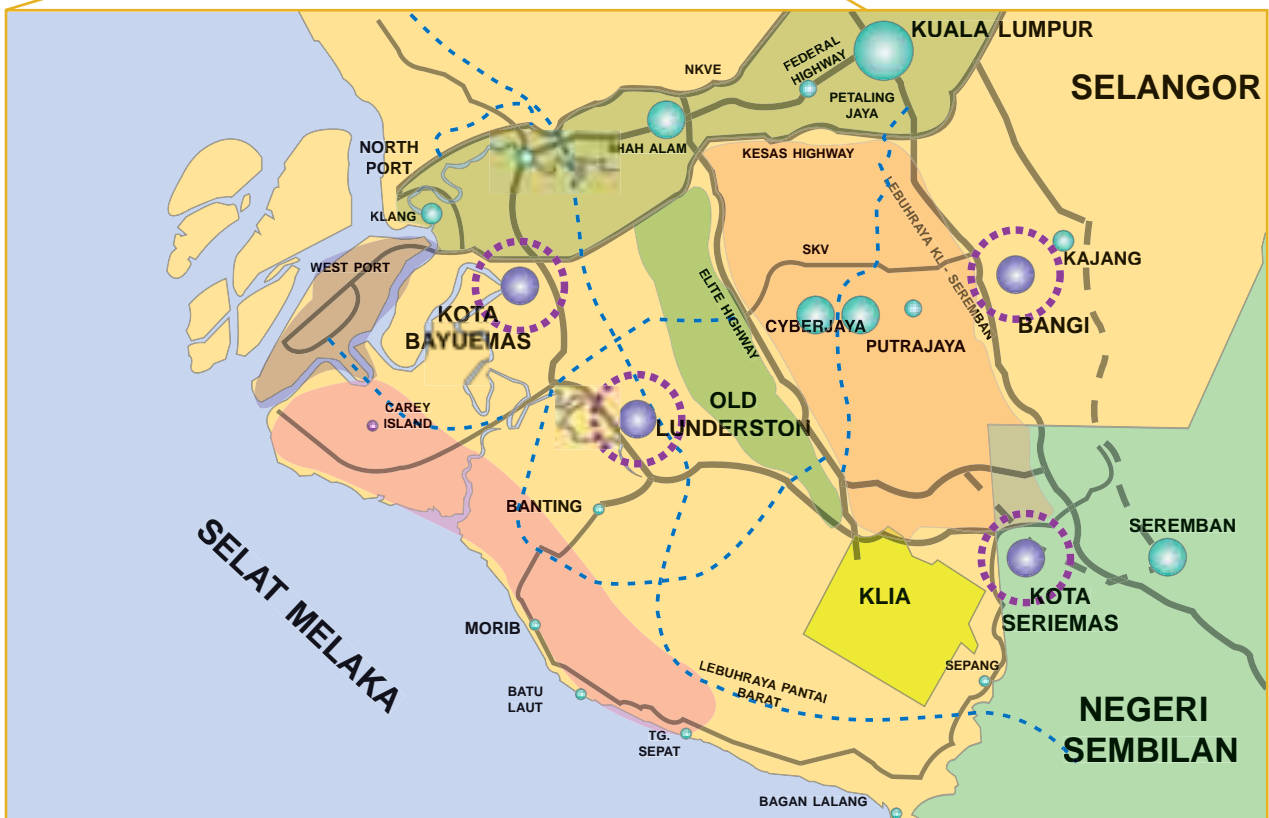 KUALA LUMPUR
FEDERAL
HIGHWAY
NKVE
SELANGOR
PETALING
JAYA
NORTH
PORT
HAH ALAM
KESAS HIGHWAY
KLANG
LEBUHRAYA KL - SEREMBAN
SKV
KAJANG
WEST PORT
ELITE HIGHWAY
KOTA
BAYUEMAS
CYBERJAYA
BANGI
PUTRAJAYA
CAREY
ISLAND
OLD
LUNDERSTON
BANTING
SEREMBAN
SELAT MELAKA
KLIA
KOTA
SERIEMAS
MORIB
SEPANG
LEBUHRAYA PANTAI
BARAT
BATU
LAUT
NEGERI
SEMBILAN
TG.
SEPAT
BAGAN LALANG